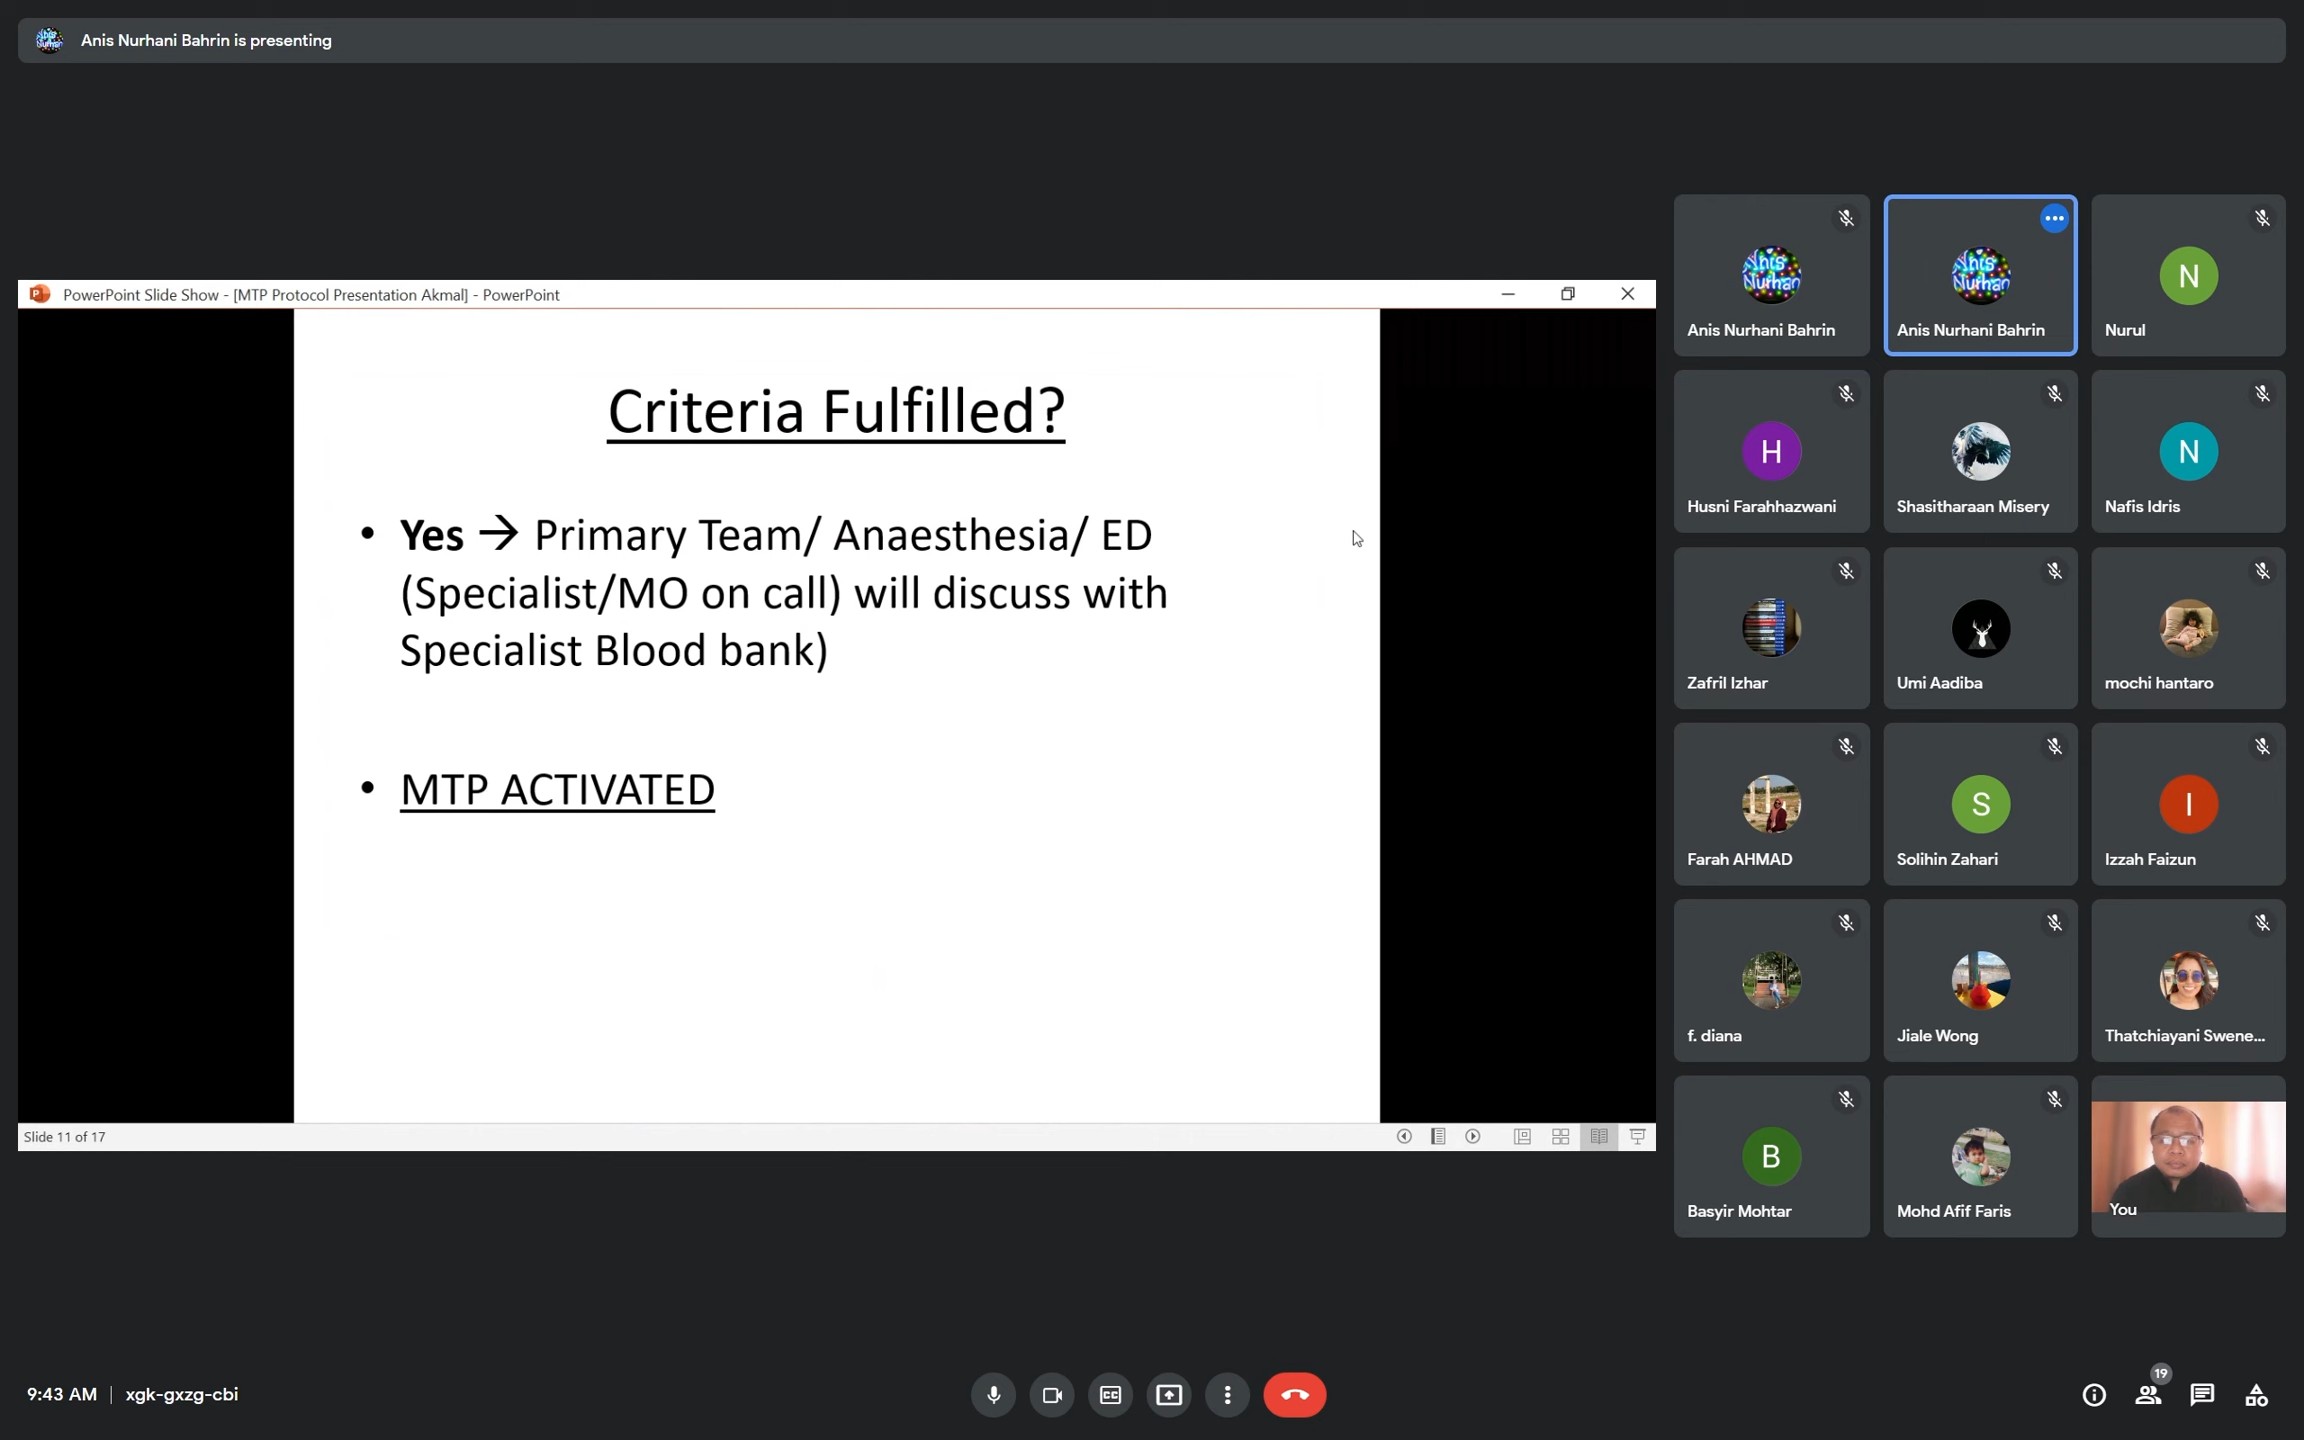 Anis Nurhani Bahrin is presenting
PowerPoint Slide Show - [MTP Protocol Presentation Akmal] - PowerPoint
Criteria Fulfilled?
• Yes → Primary Team/ Anaesthesia/ ED
(Specialist/MO on call) will discuss with
Specialist Blood bank)
• MTP ACTIVATED
Slide 11 of 17
Anis Nurhani Bahrin
Anis Nurhani Bahrin
N
Nurul
H
Husni Farahhazwani
Shasitharaan Misery
N
Nafis Idris
Zafril Izhar
Umi Aadiba
mochi hantaro
Farah AHMAD
S
Solihin Zahari
I
Izzah Faizun
f. diana
Jiale Wong
Thatchiayani Swene...
B
Basyir Mohtar
Mohd Afif Faris
You
9:43 AM | xgk-gxzg-cbi
CC
19